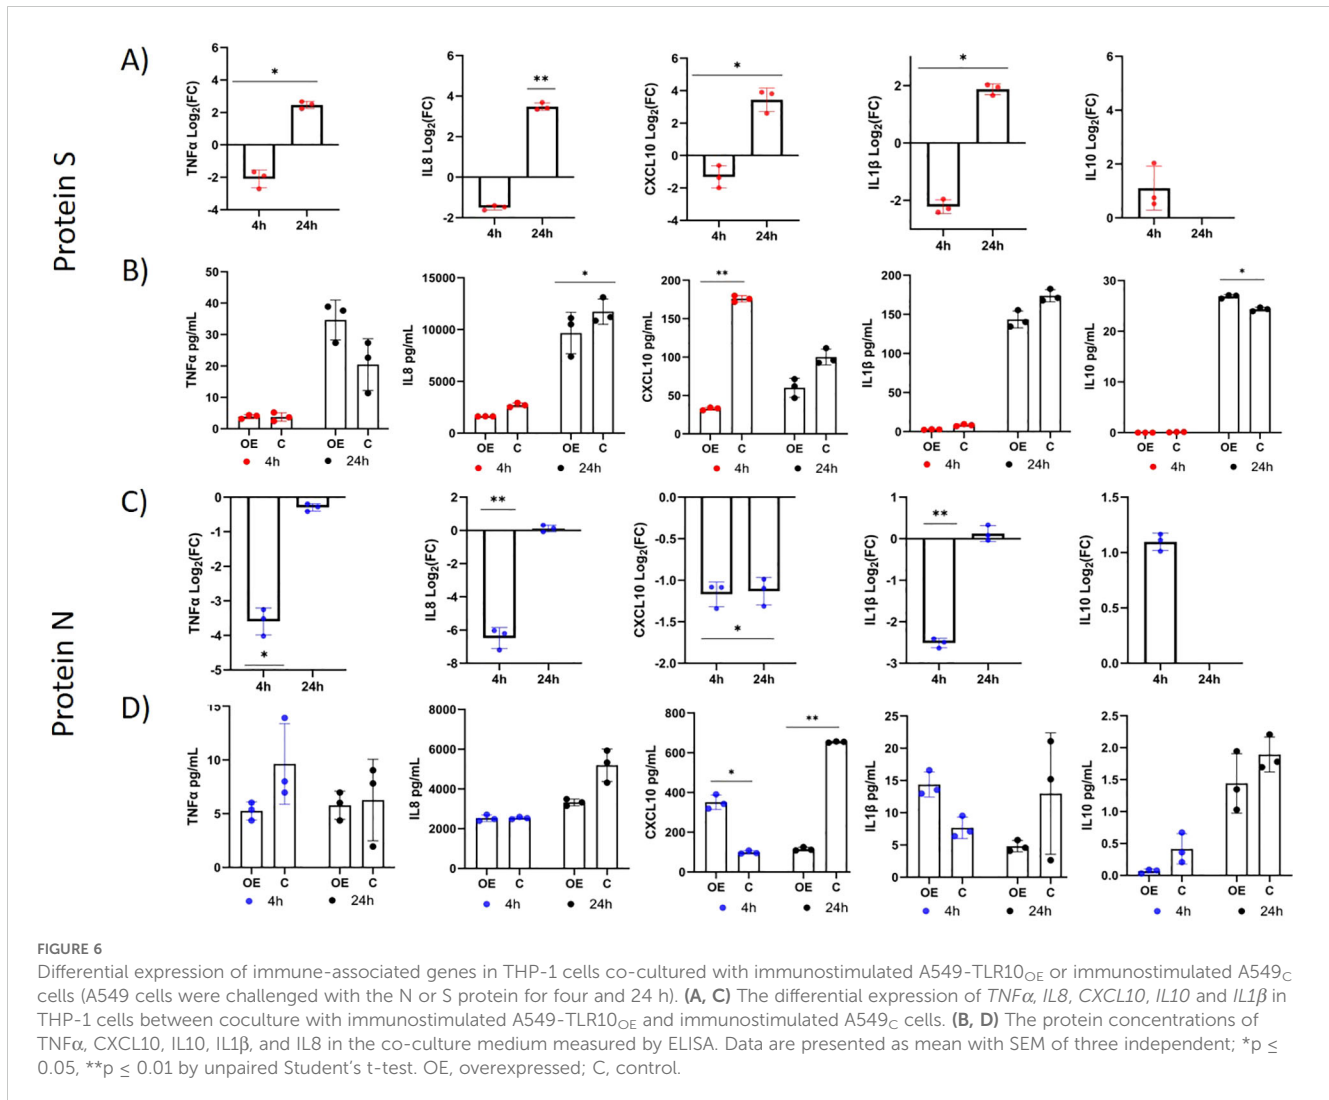 Protein S
A)
TNFα Log2(FC)
6
4
2
0
-2
-4
*
4h
24h
IL8 Log2(FC)
6
4
2
0
-2
**
4h
24h
CXCL10 Log2(FC)
6
4
2
0
-2
-4
*
4h
24h
IL1β Log2(FC)
2
0
-2
*
4h
24h
IL10 Log2(FC)
6
4
2
0
4h
24h
B)
TNFα pg/mL
50
40
30
20
10
0
OE C OE C
4h 24h
IL8 pg/mL
15000
10000
5000
0
*
OE C OE C
4h 24h
CXCL10 pg/mL
200
150
100
50
0
**
OE C OE C
4h 24h
IL1β pg/mL
200
150
100
50
0
OE C OE C
4h 24h
IL10 pg/mL
30
20
10
0
*
OE C OE C
4h 24h
Protein N
C)
TNFα Log2(FC)
-0
-1
-2
-3
-4
-5
*
4h
24h
IL8 Log2(FC)
2
0
-2
-4
-6
-8
**
4h
24h
CXCL10 Log2(FC)
0.0
-0.5
-1.0
-1.5
-2.0
*
4h
24h
IL1β Log2(FC)
1
0
-1
-2
-3
**
4h
24h
IL10 Log2(FC)
1.5
1.0
0.5
0.0
4h
24h
D)
TNFα pg/mL
15
10
5
0
OE C OE C
4h 24h
IL8 pg/mL
8000
6000
4000
2000
0
OE C OE C
4h 24h
CXCL10 pg/mL
800
600
400
200
0
*
**
OE C OE C
4h 24h
IL1β pg/mL
25
20
15
10
5
0
OE C OE C
4h 24h
IL10 pg/mL
2.5
2.0
1.5
1.0
0.5
0.0
OE C OE C
4h 24h
FIGURE 6
Differential expression of immune-associated genes in THP-1 cells co-cultured with immunostimulated A549-TLR10OE or immunostimulated A549C
cells (A549 cells were challenged with the N or S protein for four and 24 h). (A, C) The differential expression of TNFα, IL8, CXCL10, IL10 and IL1β in
THP-1 cells between coculture with immunostimulated A549-TLR10OE and immunostimulated A549C cells. (B, D) The protein concentrations of
TNFα, CXCL10, IL10, IL1β, and IL8 in the co-culture medium measured by ELISA. Data are presented as mean with SEM of three independent; *p ≤
0.05, **p ≤ 0.01 by unpaired Student's t-test. OE, overexpressed; C, control.